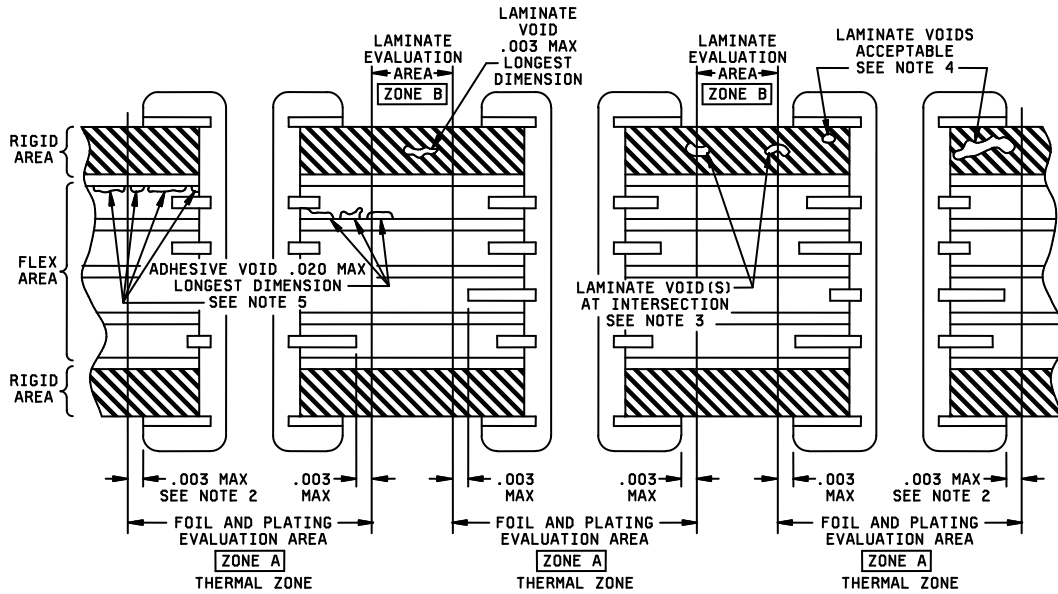 LAMINATE
VOID
.003 MAX
LONGEST
DIMENSION
LAMINATE
EVALUATION
AREA
ZONE B
LAMINATE
EVALUATION
AREA
ZONE B
LAMINATE VOIDS
ACCEPTABLE
SEE NOTE 4
RIGID
AREA
FLEX
AREA
RIGID
AREA
ADHESIVE VOID .020 MAX
LONGEST DIMENSION
SEE NOTE 5
LAMINATE VOID(S)
AT INTERSECTION
SEE NOTE 3
.003 MAX
SEE NOTE 2
.003
MAX
.003
MAX
.003
MAX
.003
MAX
.003 MAX
SEE NOTE 2
FOIL AND PLATING
EVALUATION AREA
ZONE A
THERMAL ZONE
FOIL AND PLATING
EVALUATION AREA
ZONE A
THERMAL ZONE
FOIL AND PLATING
EVALUATION AREA
ZONE A
THERMAL ZONE